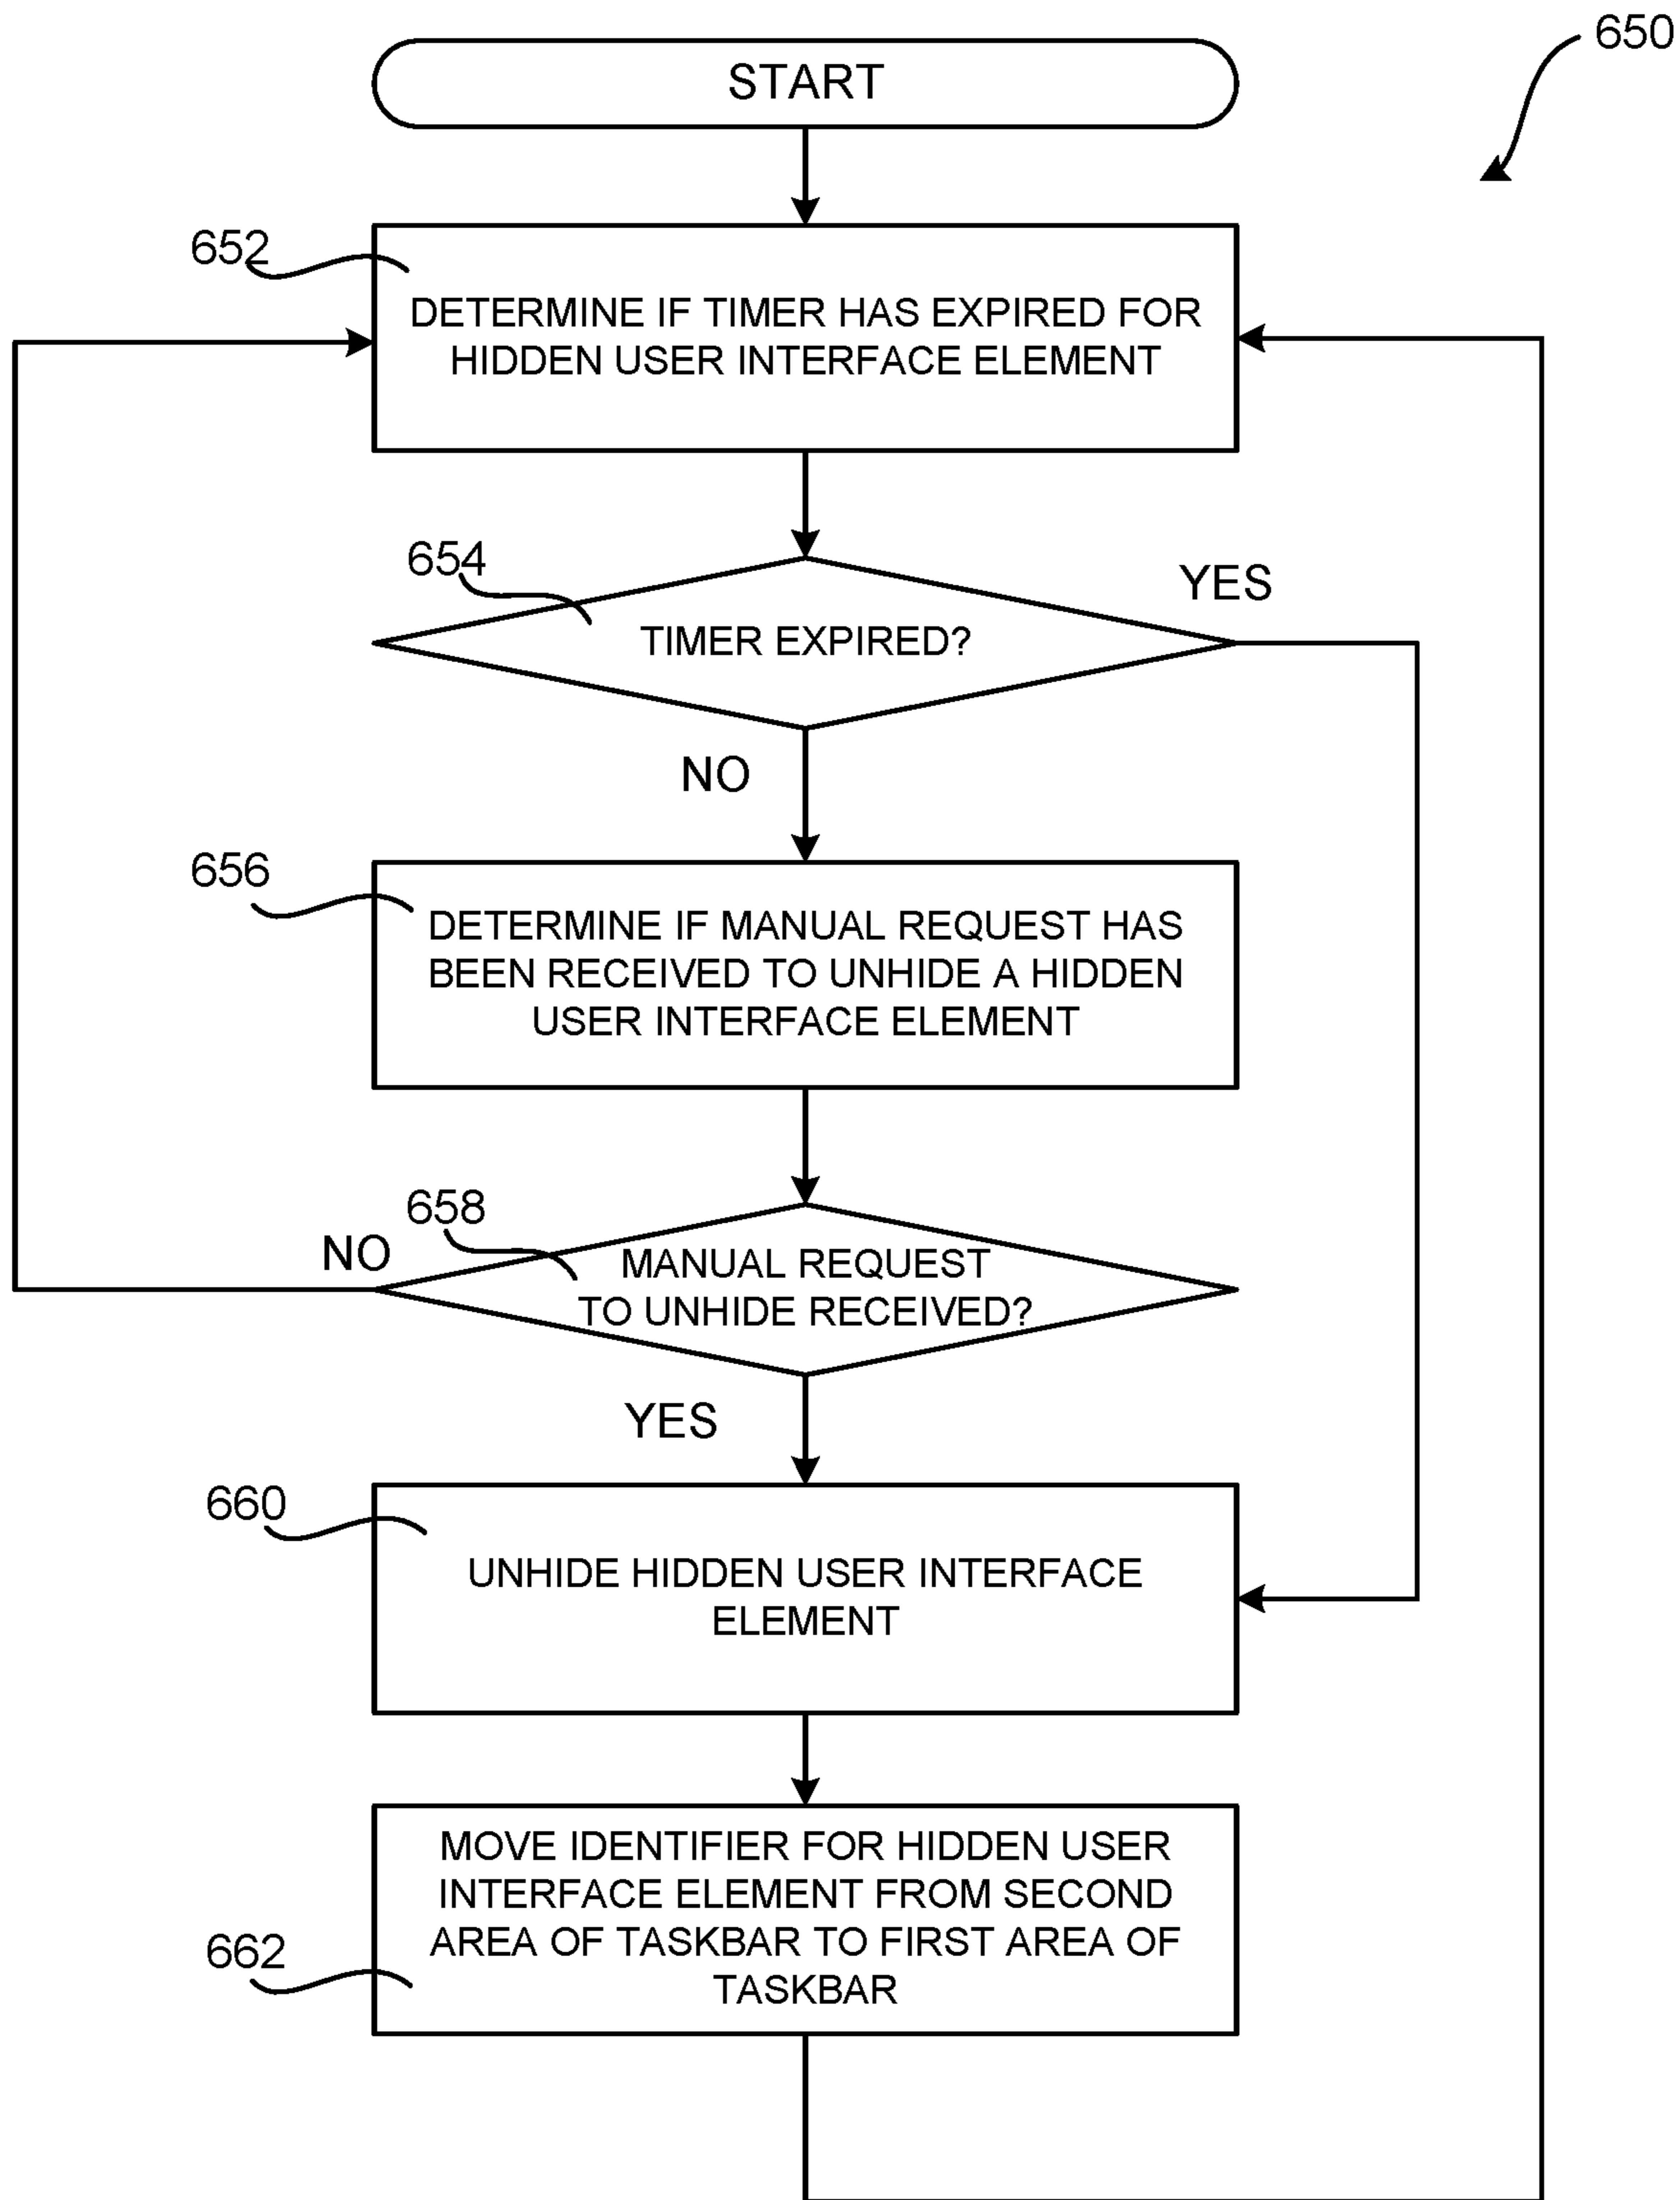 650
START
652
DETERMINE IF TIMER HAS EXPIRED FOR
HIDDEN USER INTERFACE ELEMENT
654
YES
TIMER EXPIRED?
NO
656
DETERMINE IF MANUAL REQUEST HAS
BEEN RECEIVED TO UNHIDE A HIDDEN
USER INTERFACE ELEMENT
658
NO
MANUAL REQUEST
TO UNHIDE RECEIVED?
YES
660
UNHIDE HIDDEN USER INTERFACE
ELEMENT
MOVE IDENTIFIER FOR HIDDEN USER
INTERFACE ELEMENT FROM SECOND
AREA OF TASKBAR TO FIRST AREA OF
TASKBAR
662